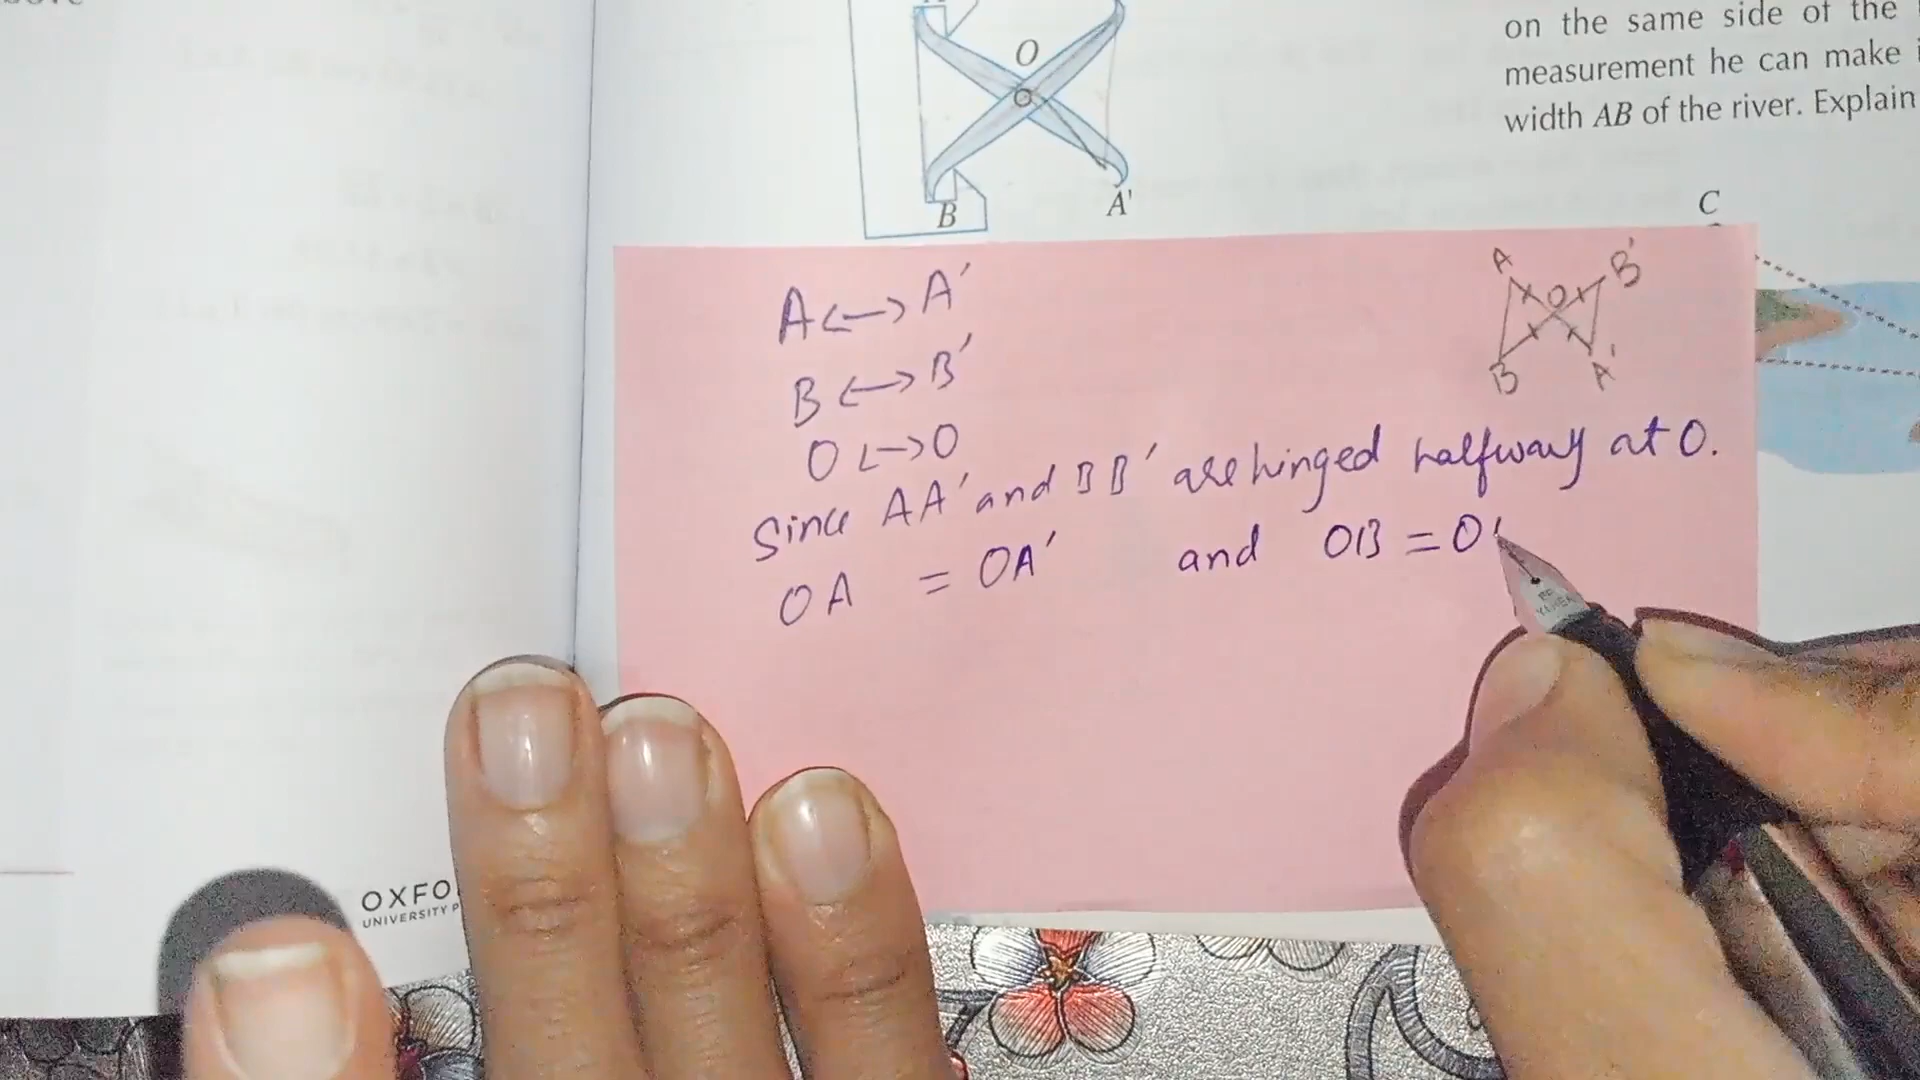 on the same side of the
measurement he can make
width AB of the river. Explain
O
B
A'
C
A <-> A'
B <-> B'
O <-> O
A
B'
O
B
A'
Since AA' and BB' are hinged halfway at O.
OA = OA' and OB = O
OXFO
UNIVERSITY P